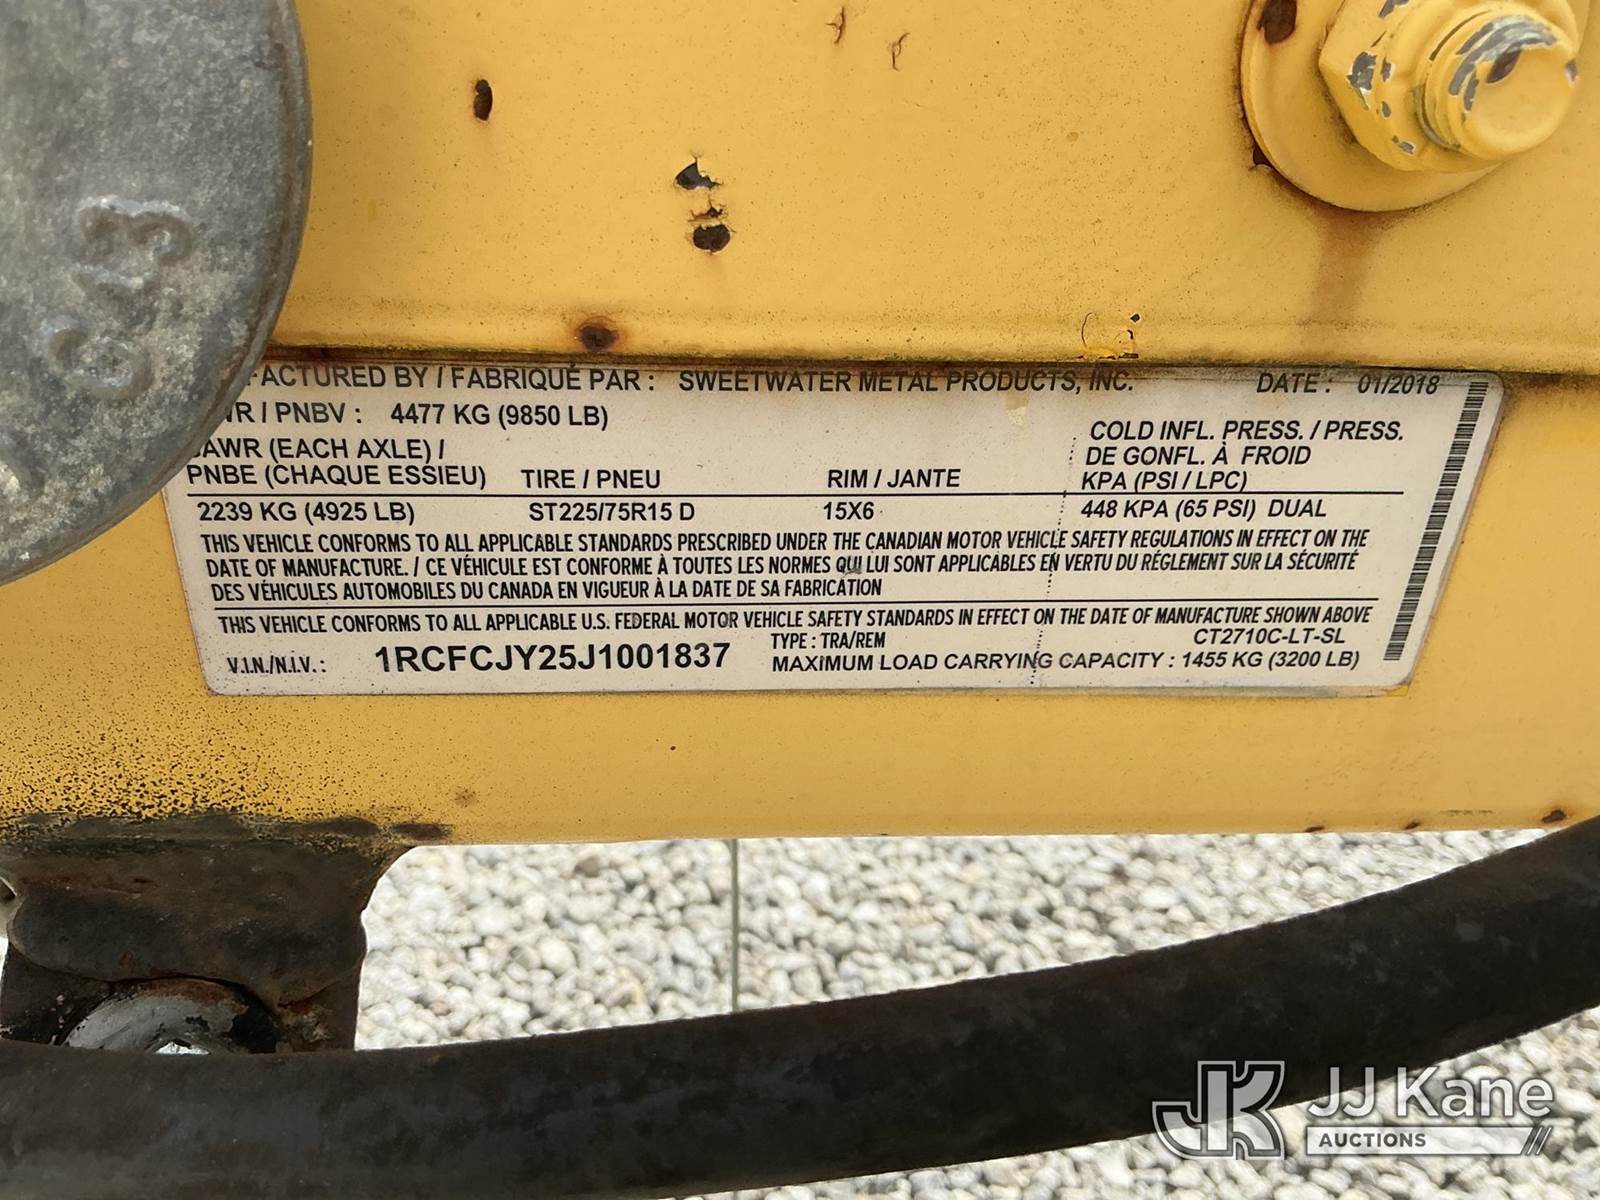 FACTURED BY / FABRIQUÉ PAR : SWEETWATER METAL PRODUCTS, INC. DATE : 01/2018
WR / PNBV : 4477 KG (9850 LB)
AWR (EACH AXLE) /
PNBE (CHAQUE ESSIEU) TIRE / PNEU RIM / JANTE
COLD INFL. PRESS. / PRESS.
DE GONFL. À FROID
KPA (PSI / LPC)
2239 KG (4925 LB) ST225/75R15 D 15X6 448 KPA (65 PSI) DUAL
THIS VEHICLE CONFORMS TO ALL APPLICABLE STANDARDS PRESCRIBED UNDER THE CANADIAN MOTOR VEHICLE SAFETY REGULATIONS IN EFFECT ON THE
DATE OF MANUFACTURE. / CE VÉHICULE EST CONFORME À TOUTES LES NORMES QUI LUI SONT APPLICABLES EN VERTU DU RÉGLEMENT SUR LA SÉCURITÉ
DES VÉHICULES AUTOMOBILES DU CANADA EN VIGUEUR À LA DATE DE SA FABRICATION
THIS VEHICLE CONFORMS TO ALL APPLICABLE U.S. FEDERAL MOTOR VEHICLE SAFETY STANDARDS IN EFFECT ON THE DATE OF MANUFACTURE SHOWN ABOVE
TYPE : TRA/REM CT2710C-LT-SL
V.I.N./N.I.V. : 1RCFCJY25J1001837 MAXIMUM LOAD CARRYING CAPACITY : 1455 KG (3200 LB)
JK JJ Kane
AUCTIONS